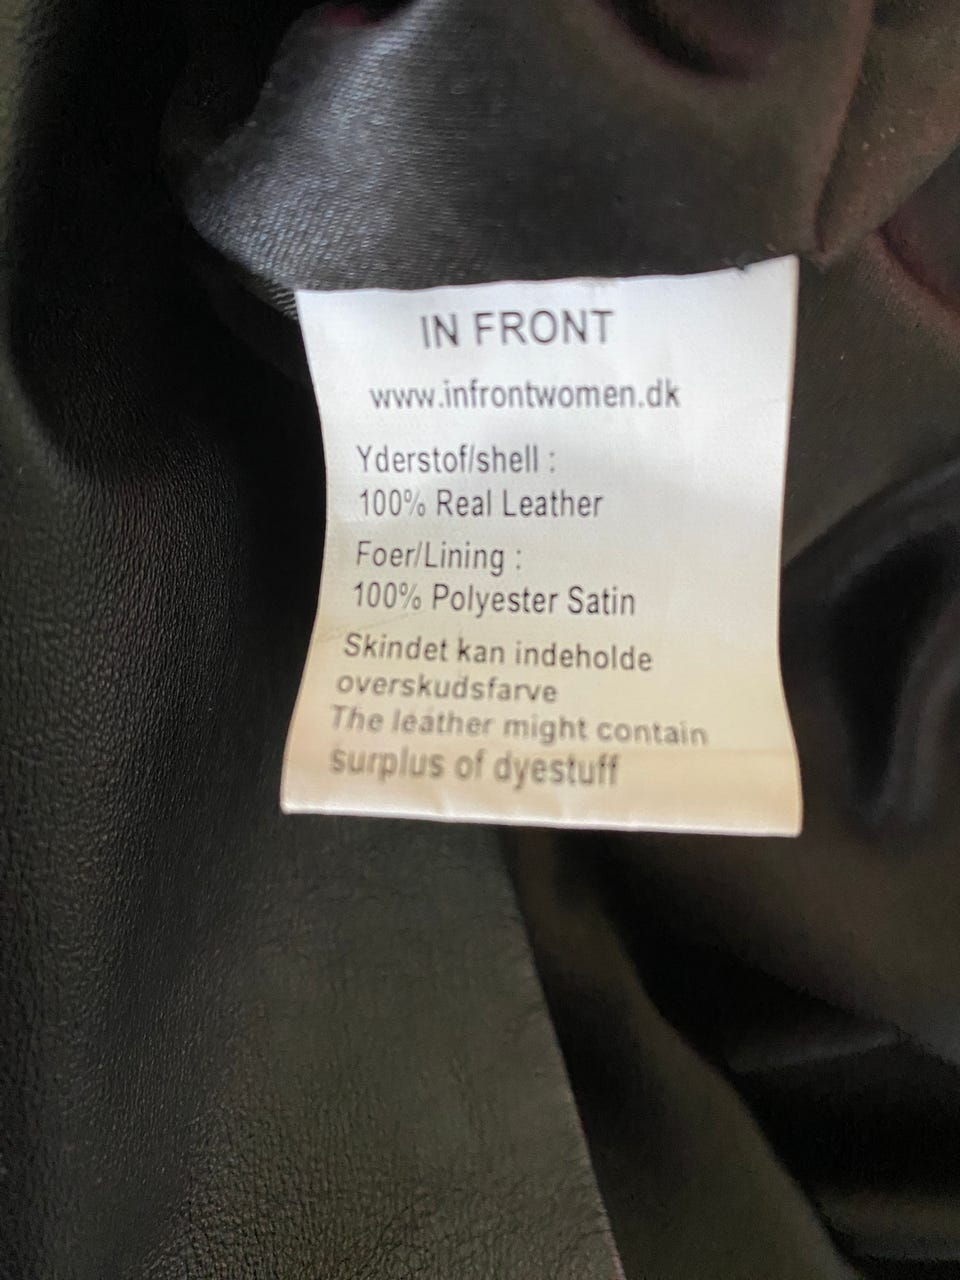 IN FRONT
www.infrontwomen.dk
Yderstof/shell :
100% Real Leather
Foer/Lining :
100% Polyester Satin
Skindet kan indeholde
overskudsfarve
The leather might contain
surplus of dyestuff